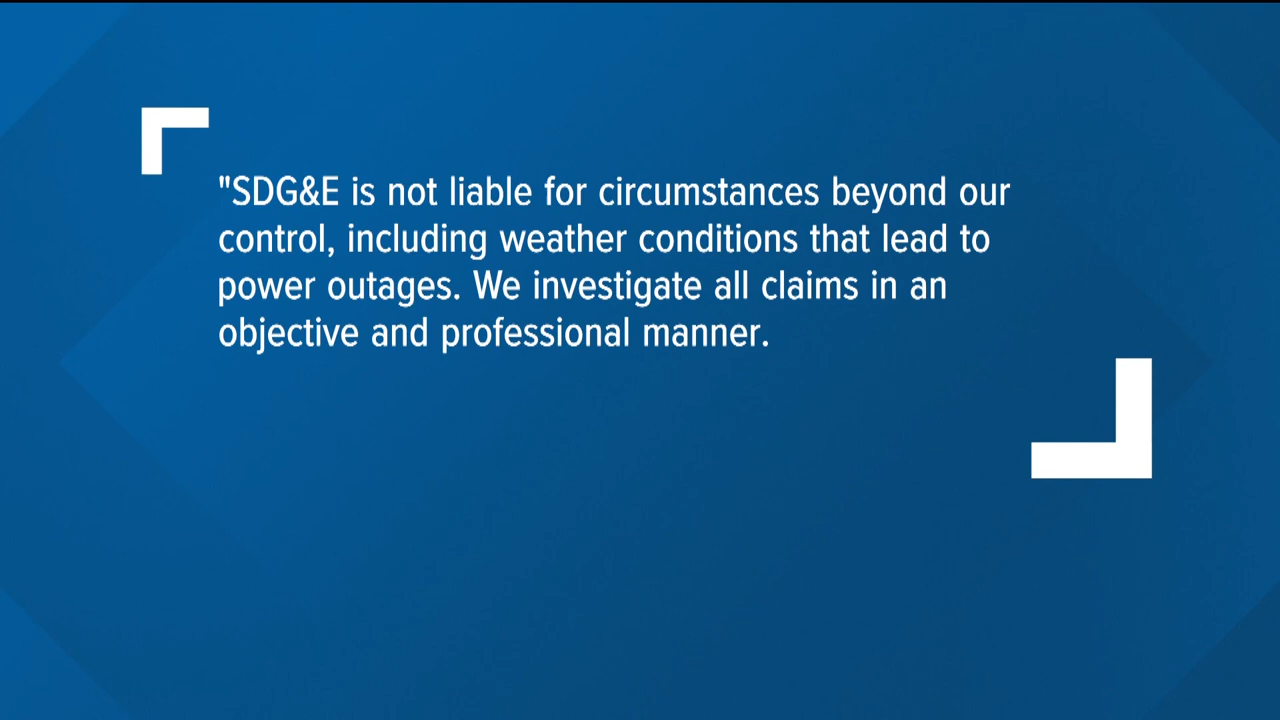 "SDG&E is not liable for circumstances beyond our
control, including weather conditions that lead to
power outages. We investigate all claims in an
objective and professional manner.